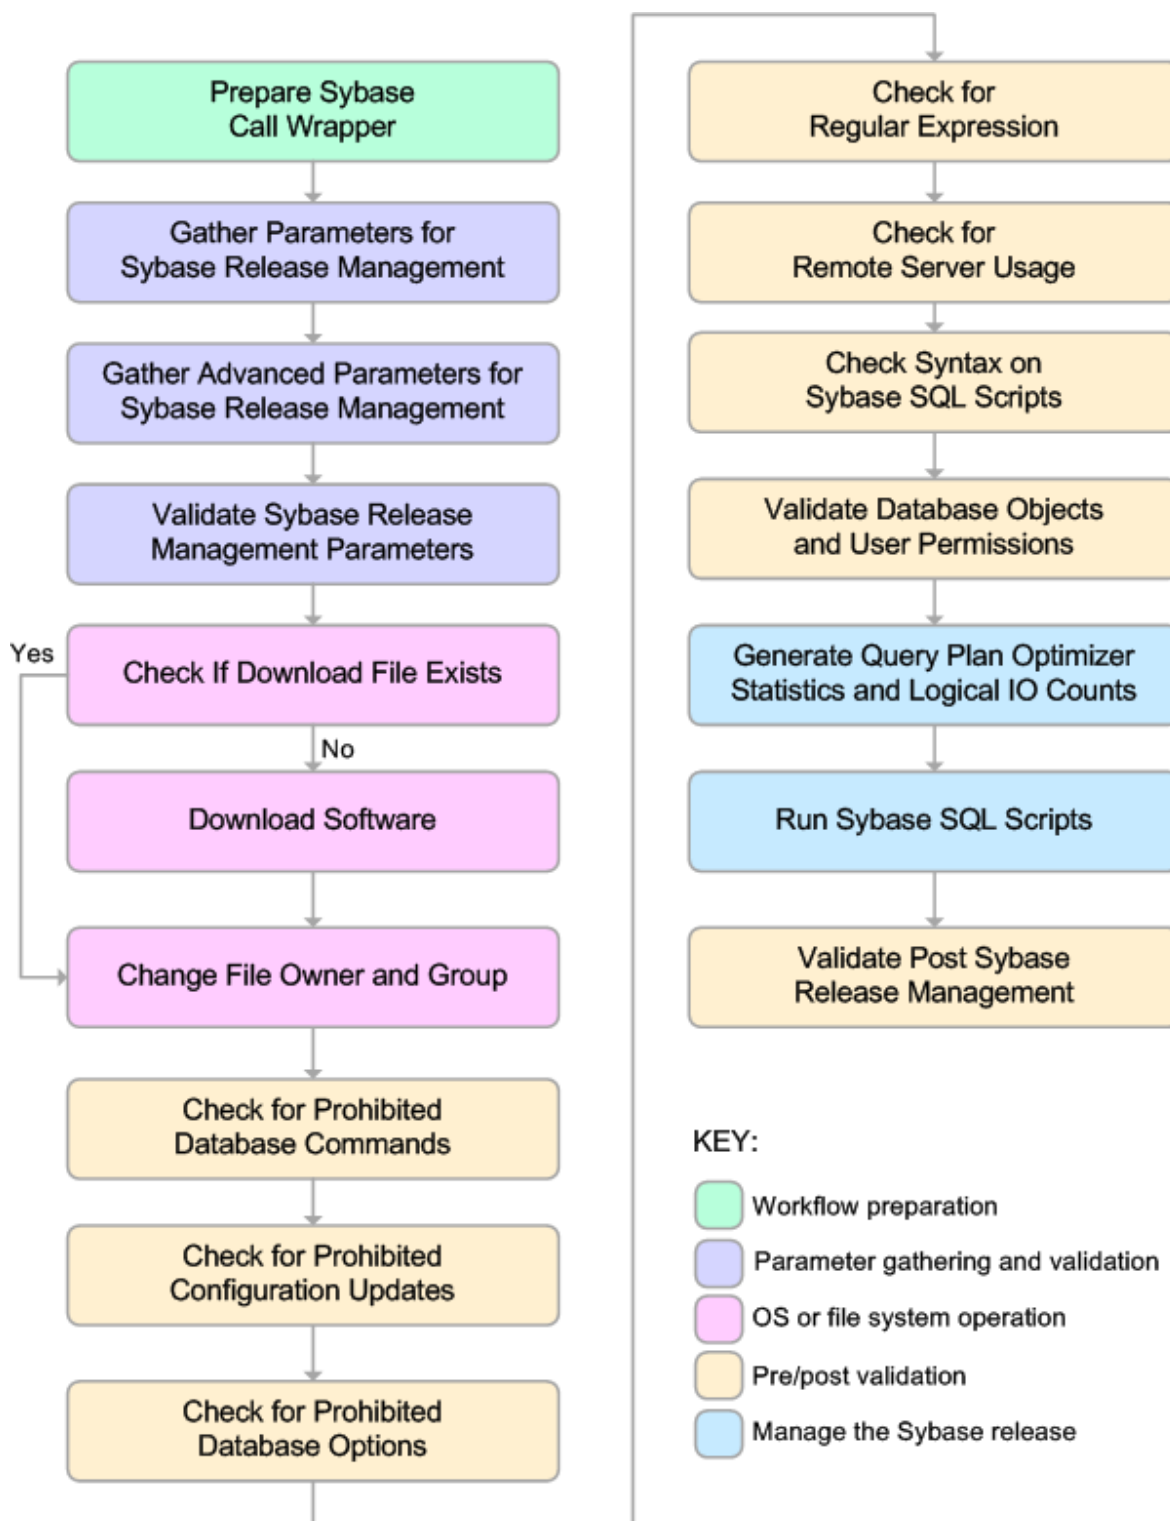 Prepare Sybase
Call Wrapper
Gather Parameters for
Sybase Release Management
Gather Advanced Parameters for
Sybase Release Management
Validate Sybase Release
Management Parameters
Yes
Check If Download File Exists
No
Download Software
Change File Owner and Group
Check for Prohibited
Database Commands
Check for Prohibited
Configuration Updates
Check for Prohibited
Database Options
Check for
Regular Expression
Check for
Remote Server Usage
Check Syntax on
Sybase SQL Scripts
Validate Database Objects
and User Permissions
Generate Query Plan Optimizer
Statistics and Logical IO Counts
Run Sybase SQL Scripts
Validate Post Sybase
Release Management
KEY:
Workflow preparation
Parameter gathering and validation
OS or file system operation
Pre/post validation
Manage the Sybase release